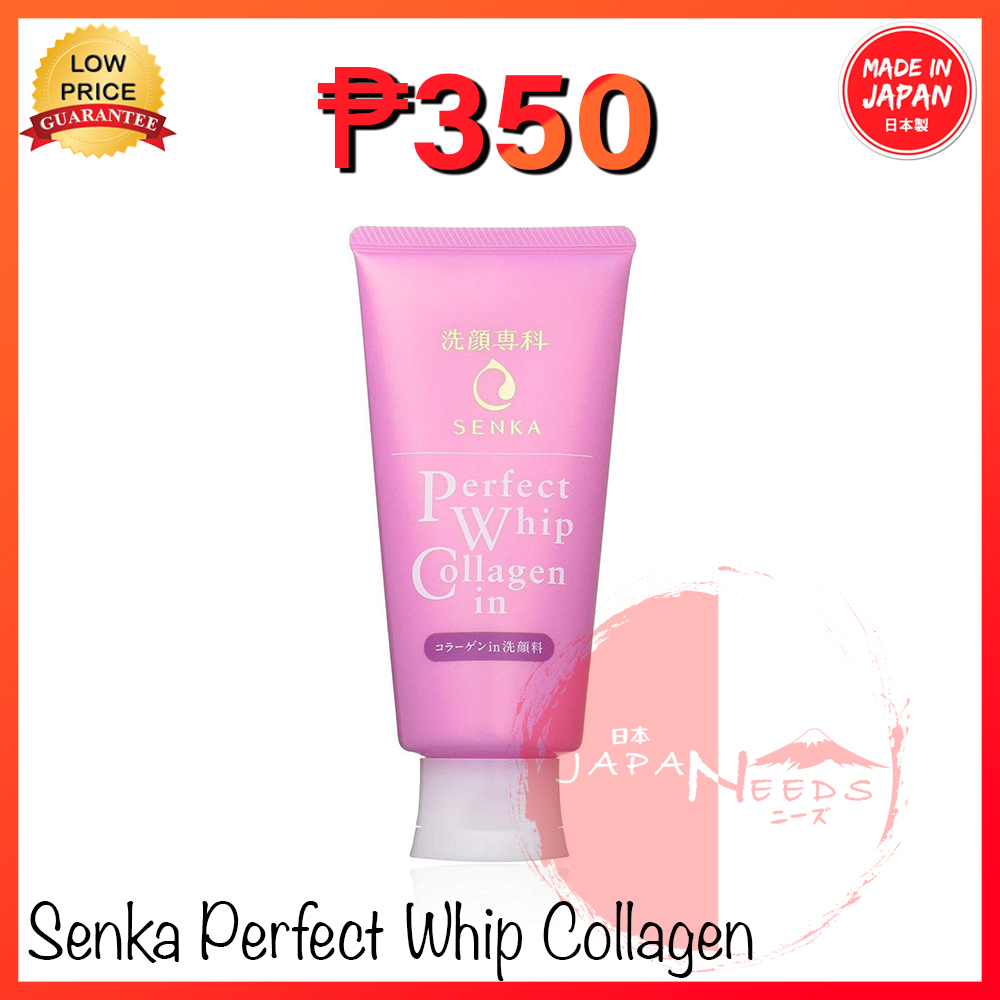 LOW
PRICE
GUARANTEE
₱350
MADE IN
JAPAN
日本製
洗顔専科
SENKA
Perfect
Whip
Collagen
in
コラーゲンin洗顔料
日本
JAPANEEDS
ニーズ
Senka Perfect Whip Collagen